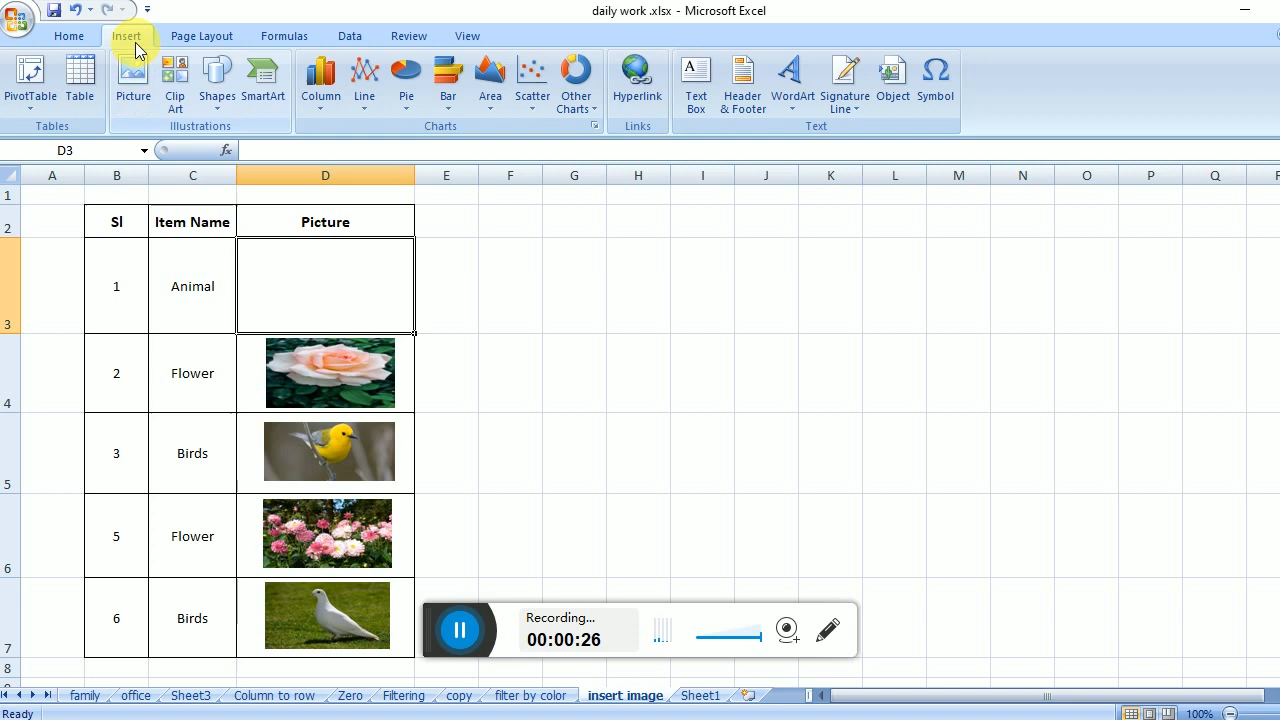 daily work .xlsx - Microsoft Excel
Home Insert Page Layout Formulas Data Review View
PivotTable Table Picture Clip Art Shapes SmartArt Column Line Pie Bar Area Scatter Other Charts Hyperlink Text Box Header & Footer WordArt Signature Line Object Symbol
Tables Illustrations Charts Links Text
D3 fx
A B C D E F G H I J K L M N O P Q
1
2 Sl Item Name Picture
3 1 Animal
4 2 Flower
5 3 Birds
6 5 Flower
7 6 Birds
8
Recording...
00:00:26
family office Sheet3 Column to row Zero Filtering copy filter by color insert image Sheet1
Ready 100%